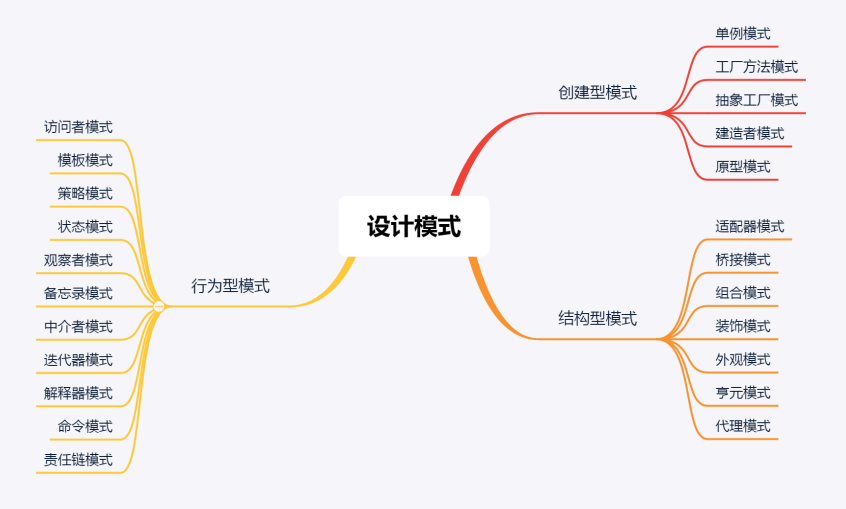 设计模式
创建型模式
单例模式
工厂方法模式
抽象工厂模式
建造者模式
原型模式
结构型模式
适配器模式
桥接模式
组合模式
装饰模式
外观模式
亨元模式
代理模式
行为型模式
访问者模式
模板模式
策略模式
状态模式
观察者模式
备忘录模式
中介者模式
迭代器模式
解释器模式
命令模式
责任链模式